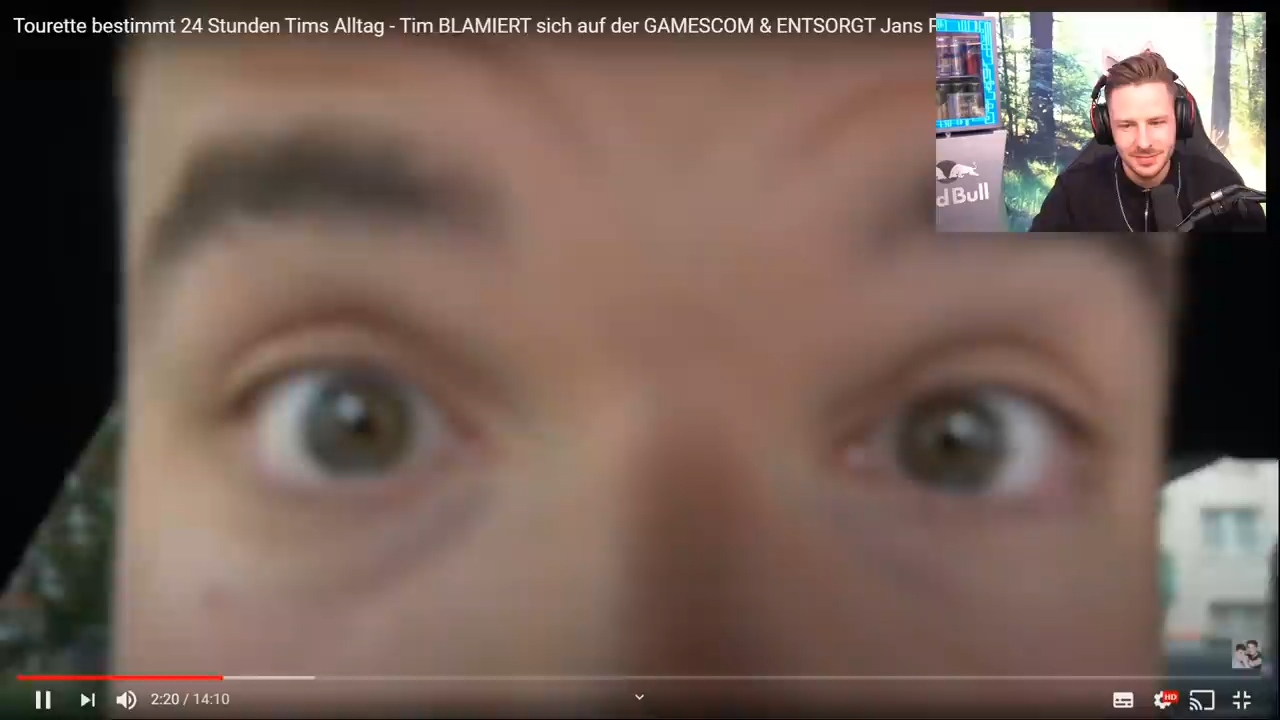 Tourette bestimmt 24 Stunden Tims Alltag - Tim BLAMIERT sich auf der GAMESCOM & ENTSORGT Jans
d Bull
2:20 / 14:10
HD